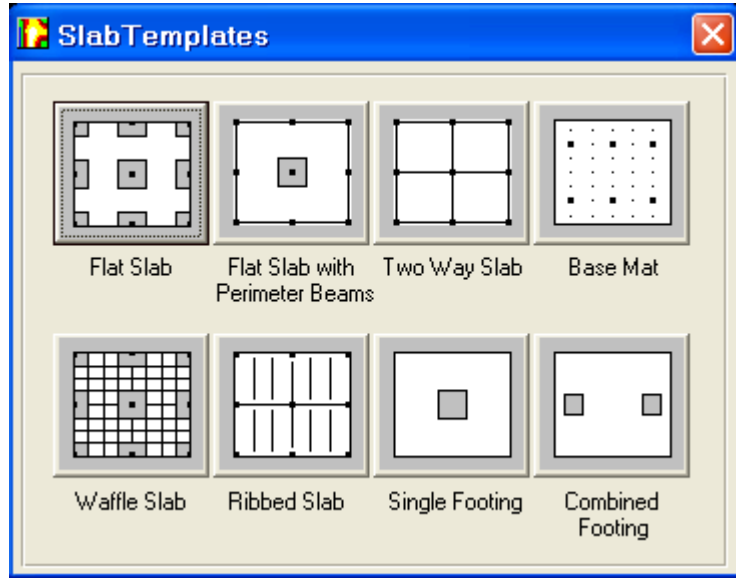 SlabTemplates
Flat Slab
Flat Slab with
Perimeter Beams
Two Way Slab
Base Mat
Waffle Slab
Ribbed Slab
Single Footing
Combined
Footing